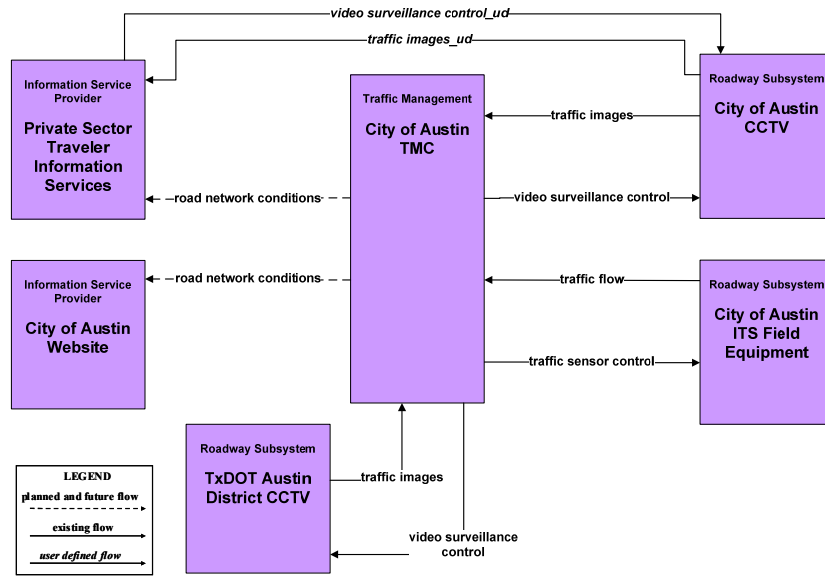 video surveillance control_ud
traffic images_ud
Information Service
Provider
Private Sector
Traveler
Information
Services
Traffic Management
City of Austin
TMC
Roadway Subsystem
City of Austin
CCTV
traffic images
road network conditions
video surveillance control
Information Service
Provider
City of Austin
Website
road network conditions
traffic flow
Roadway Subsystem
City of Austin
ITS Field
Equipment
traffic sensor control
Roadway Subsystem
TxDOT Austin
District CCTV
traffic images
video surveillance
control
LEGEND
planned and future flow
existing flow
user defined flow